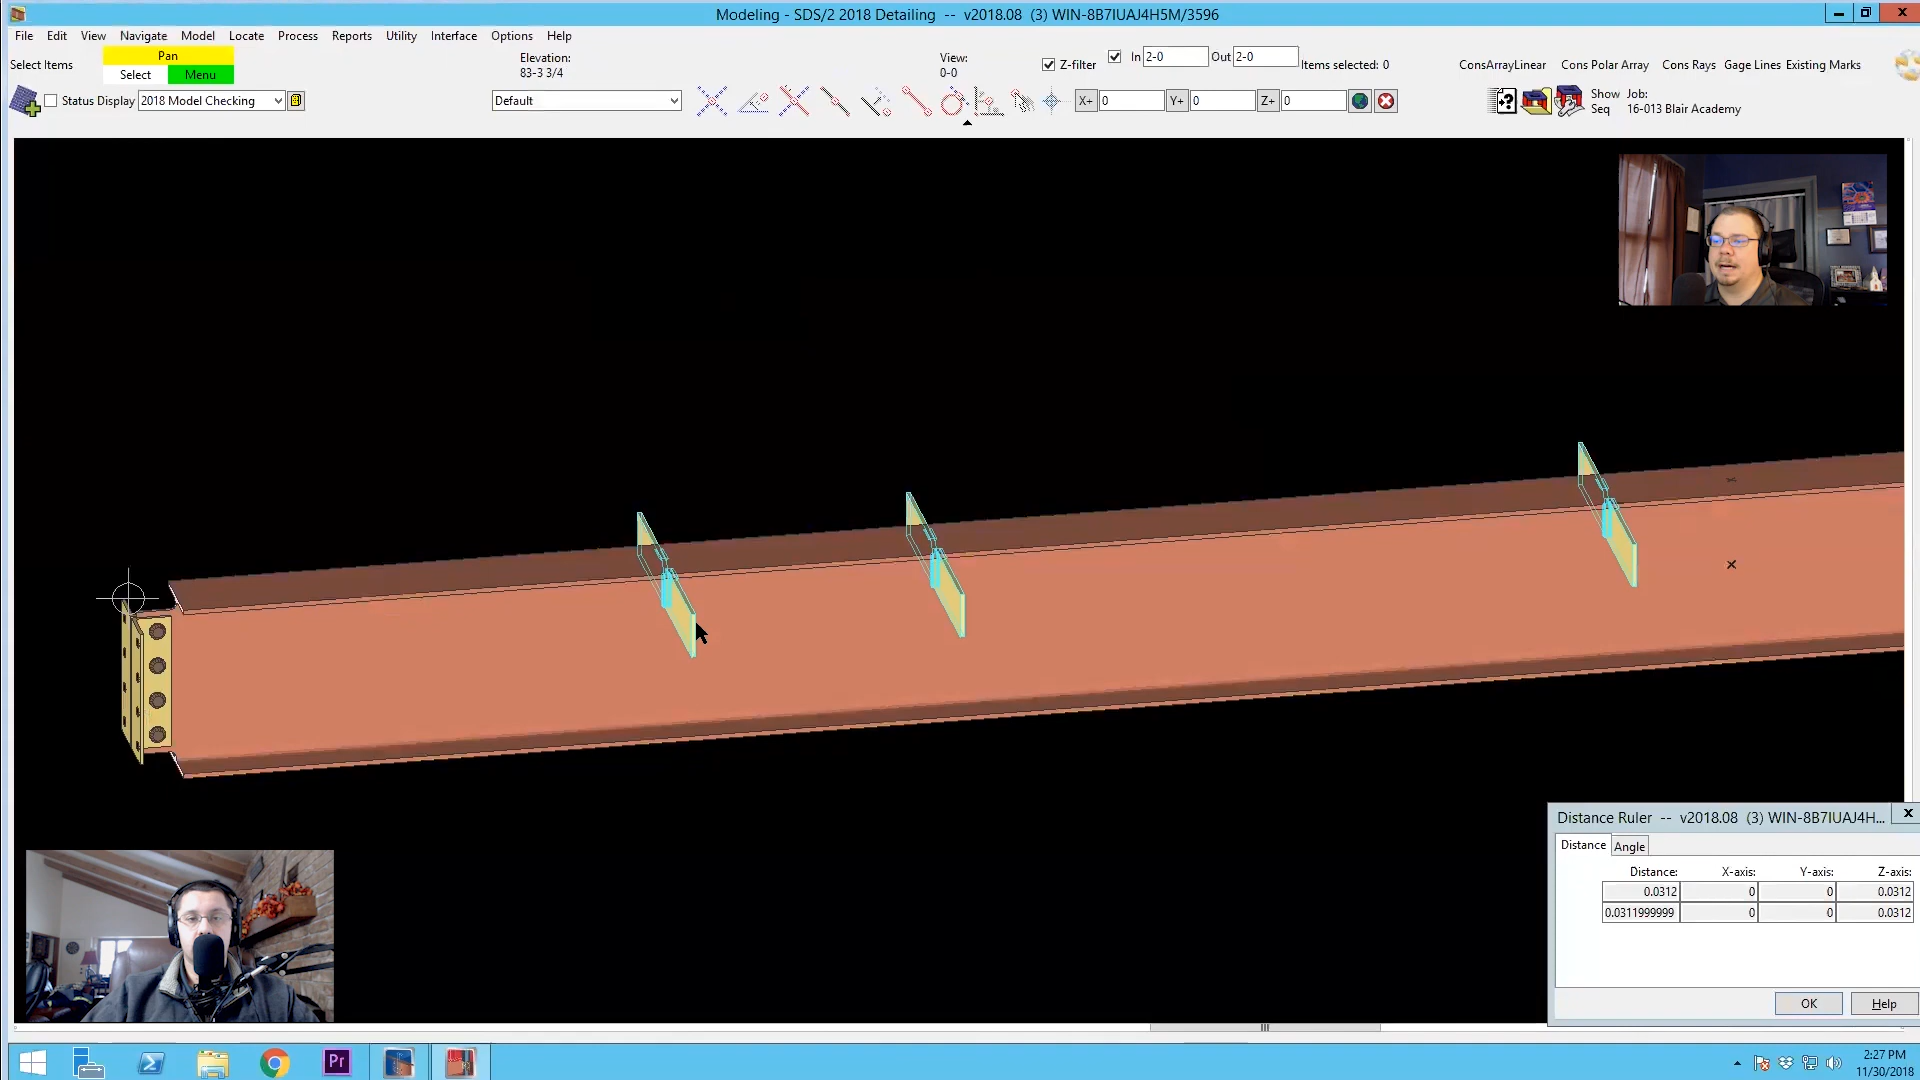 Modeling - SDS/2 2018 Detailing -- v2018.08 (3) WIN-8B7IUAJ4H5M/3596
File Edit View Navigate Model Locate Process Reports Utility Interface Options Help
Select Items
Pan
Select Menu
Elevation:
83-3 3/4
View:
0-0
Z-filter In 2-0 Out 2-0 Items selected: 0
ConsArrayLinear Cons Polar Array Cons Rays Gage Lines Existing Marks
Status Display 2018 Model Checking
Default
X+ 0 Y+ 0 Z+ 0
Show
Seq
Job:
16-013 Blair Academy
Distance Ruler -- v2018.08 (3) WIN-8B7IUAJ4H...
Distance Angle
Distance: X-axis: Y-axis: Z-axis:
0.0312 0 0 0.0312
0.0311999999 0 0 0.0312
OK Help
Pr
2:27 PM
11/30/2018